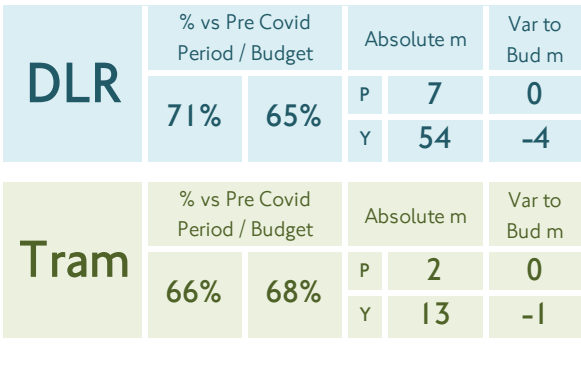 DLR
% vs Pre Covid
Period / Budget
Absolute m
Var to
Bud m
71%
65%
P
7
0
Y
54
-4
Tram
% vs Pre Covid
Period / Budget
Absolute m
Var to
Bud m
66%
68%
P
2
0
Y
13
-1